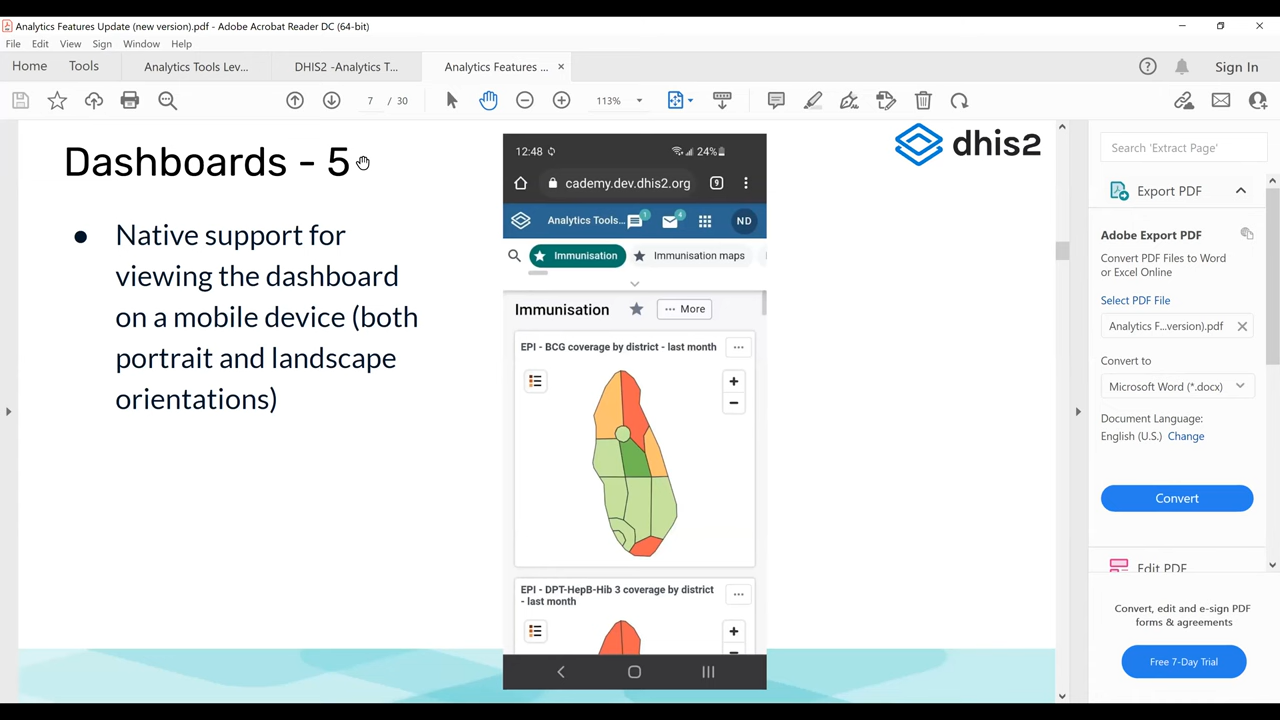 Analytics Features Update (new version).pdf - Adobe Acrobat Reader DC (64-bit)
File Edit View Sign Window Help
Home Tools Analytics Tools Lev... DHIS2 -Analytics T... Analytics Features ... × Sign In
7 / 30 113%
Dashboards - 5
dhis2
● Native support for
viewing the dashboard
on a mobile device (both
portrait and landscape
orientations)
12:48 24%
cademy.dev.dhis2.org 9
Analytics Tools... 1 4 ND
Immunisation Immunisation maps
Immunisation ... More
EPI - BCG coverage by district - last month ...
+
−
EPI - DPT-HepB-Hib 3 coverage by district
- last month ...
+
Search 'Extract Page'
Export PDF
Adobe Export PDF
Convert PDF Files to Word
or Excel Online
Select PDF File
Analytics F...version).pdf
Convert to
Microsoft Word (*.docx)
Document Language:
English (U.S.) Change
Convert
Edit PDF
Convert, edit and e-sign PDF
forms & agreements
Free 7-Day Trial